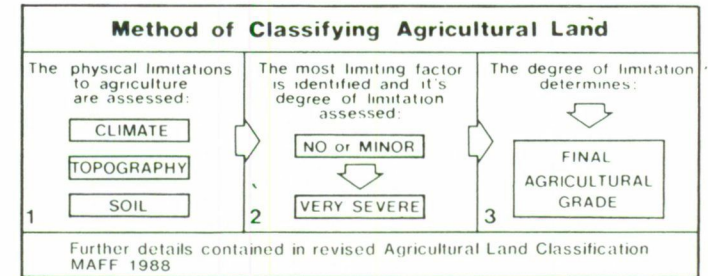 Method of Classifying Agricultural Land
The physical limitations
to agriculture
are assessed:
CLIMATE
TOPOGRAPHY
SOIL
1
The most limiting factor
is identified and it's
degree of limitation
assessed:
NO or MINOR
VERY SEVERE
2
The degree of limitation
determines:
FINAL
AGRICULTURAL
GRADE
3
Further details contained in revised Agricultural Land Classification
MAFF 1988